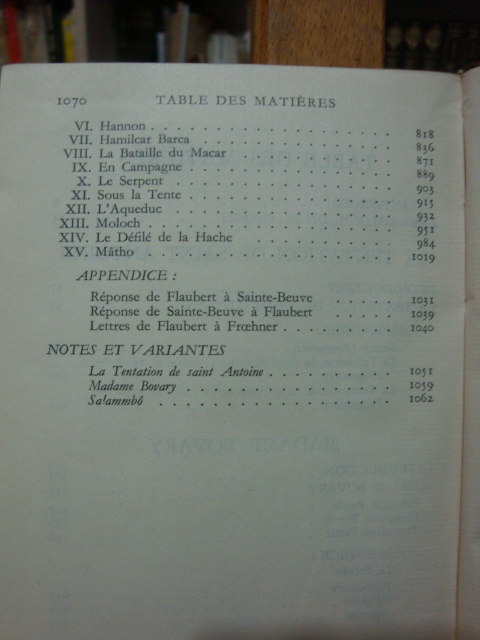 1070 TABLE DES MATIÈRES
VI. Hannon . . . . . . . . . . . . . . . . 818
VII. Hamilcar Barca . . . . . . . . . . . . . 836
VIII. La Bataille du Macar . . . . . . . . . . . 871
IX. En Campagne . . . . . . . . . . . . . . 889
X. Le Serpent . . . . . . . . . . . . . . . 903
XI. Sous la Tente . . . . . . . . . . . . . . 915
XII. L'Aqueduc . . . . . . . . . . . . . . . 932
XIII. Moloch . . . . . . . . . . . . . . . . 951
XIV. Le Défilé de la Hache . . . . . . . . . . 984
XV. Mâtho . . . . . . . . . . . . . . . . 1019
APPENDICE :
Réponse de Flaubert à Sainte-Beuve . . . . . 1031
Réponse de Sainte-Beuve à Flaubert . . . . . 1039
Lettres de Flaubert à Frœhner . . . . . . . 1040
NOTES ET VARIANTES
La Tentation de saint Antoine . . . . . . . . 1051
Madame Bovary . . . . . . . . . . . . . 1059
Salammbô . . . . . . . . . . . . . . . 1062